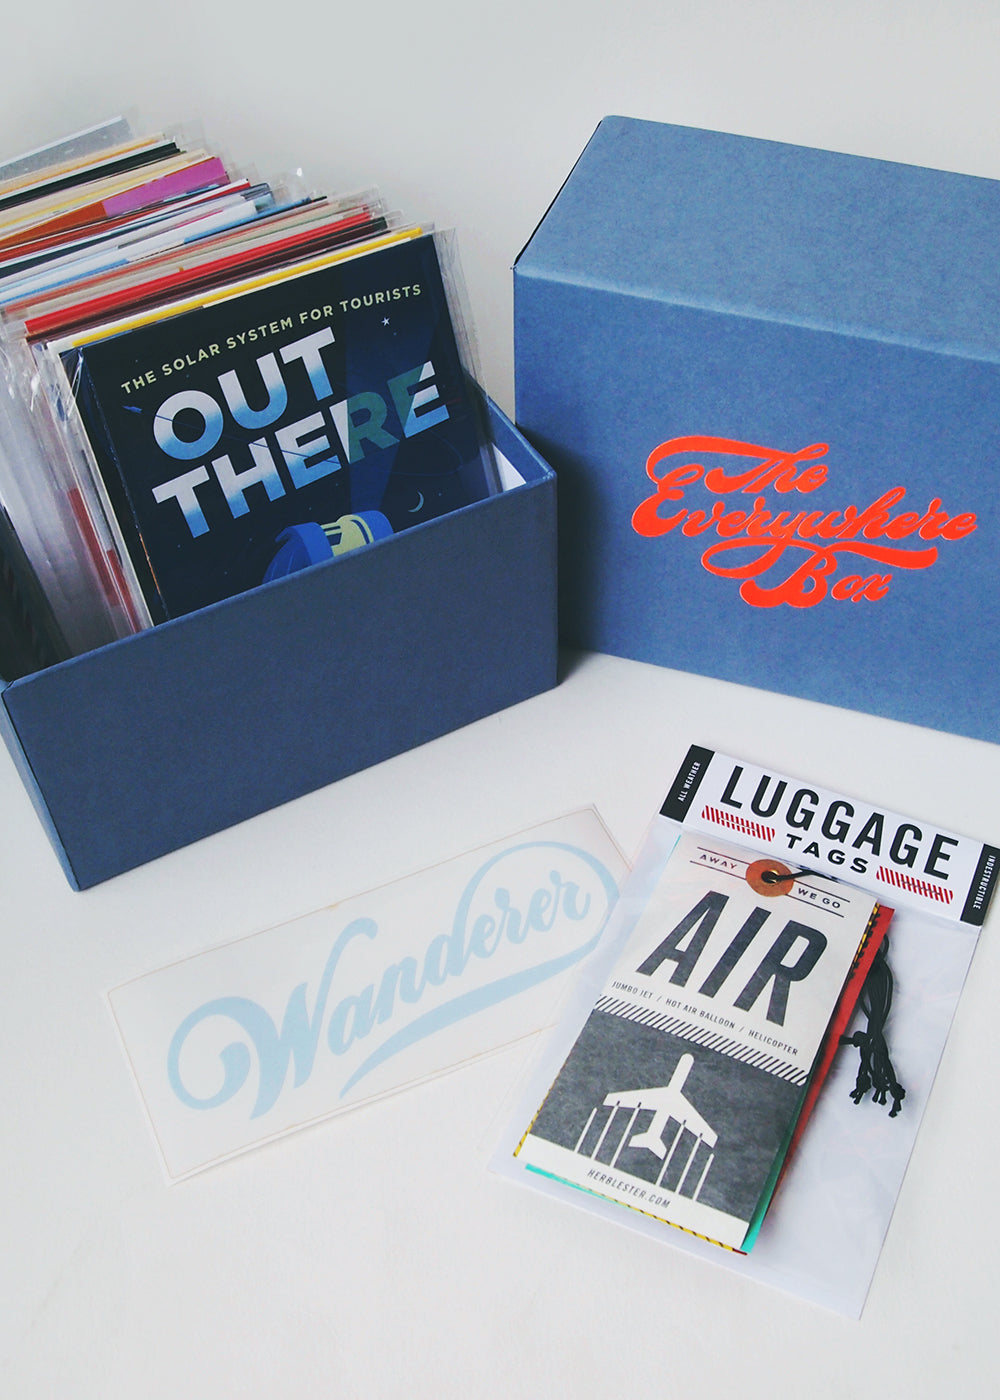 THE SOLAR SYSTEM FOR TOURISTS
OUT
THERE
The
Everywhere
Box
Wanderer
ALL WEATHER
LUGGAGE
TAGS
INDESTRUCTIBLE
AWAY WE GO
AIR
JUMBO JET / HOT AIR BALLOON / HELICOPTER
HERBLESTER.COM